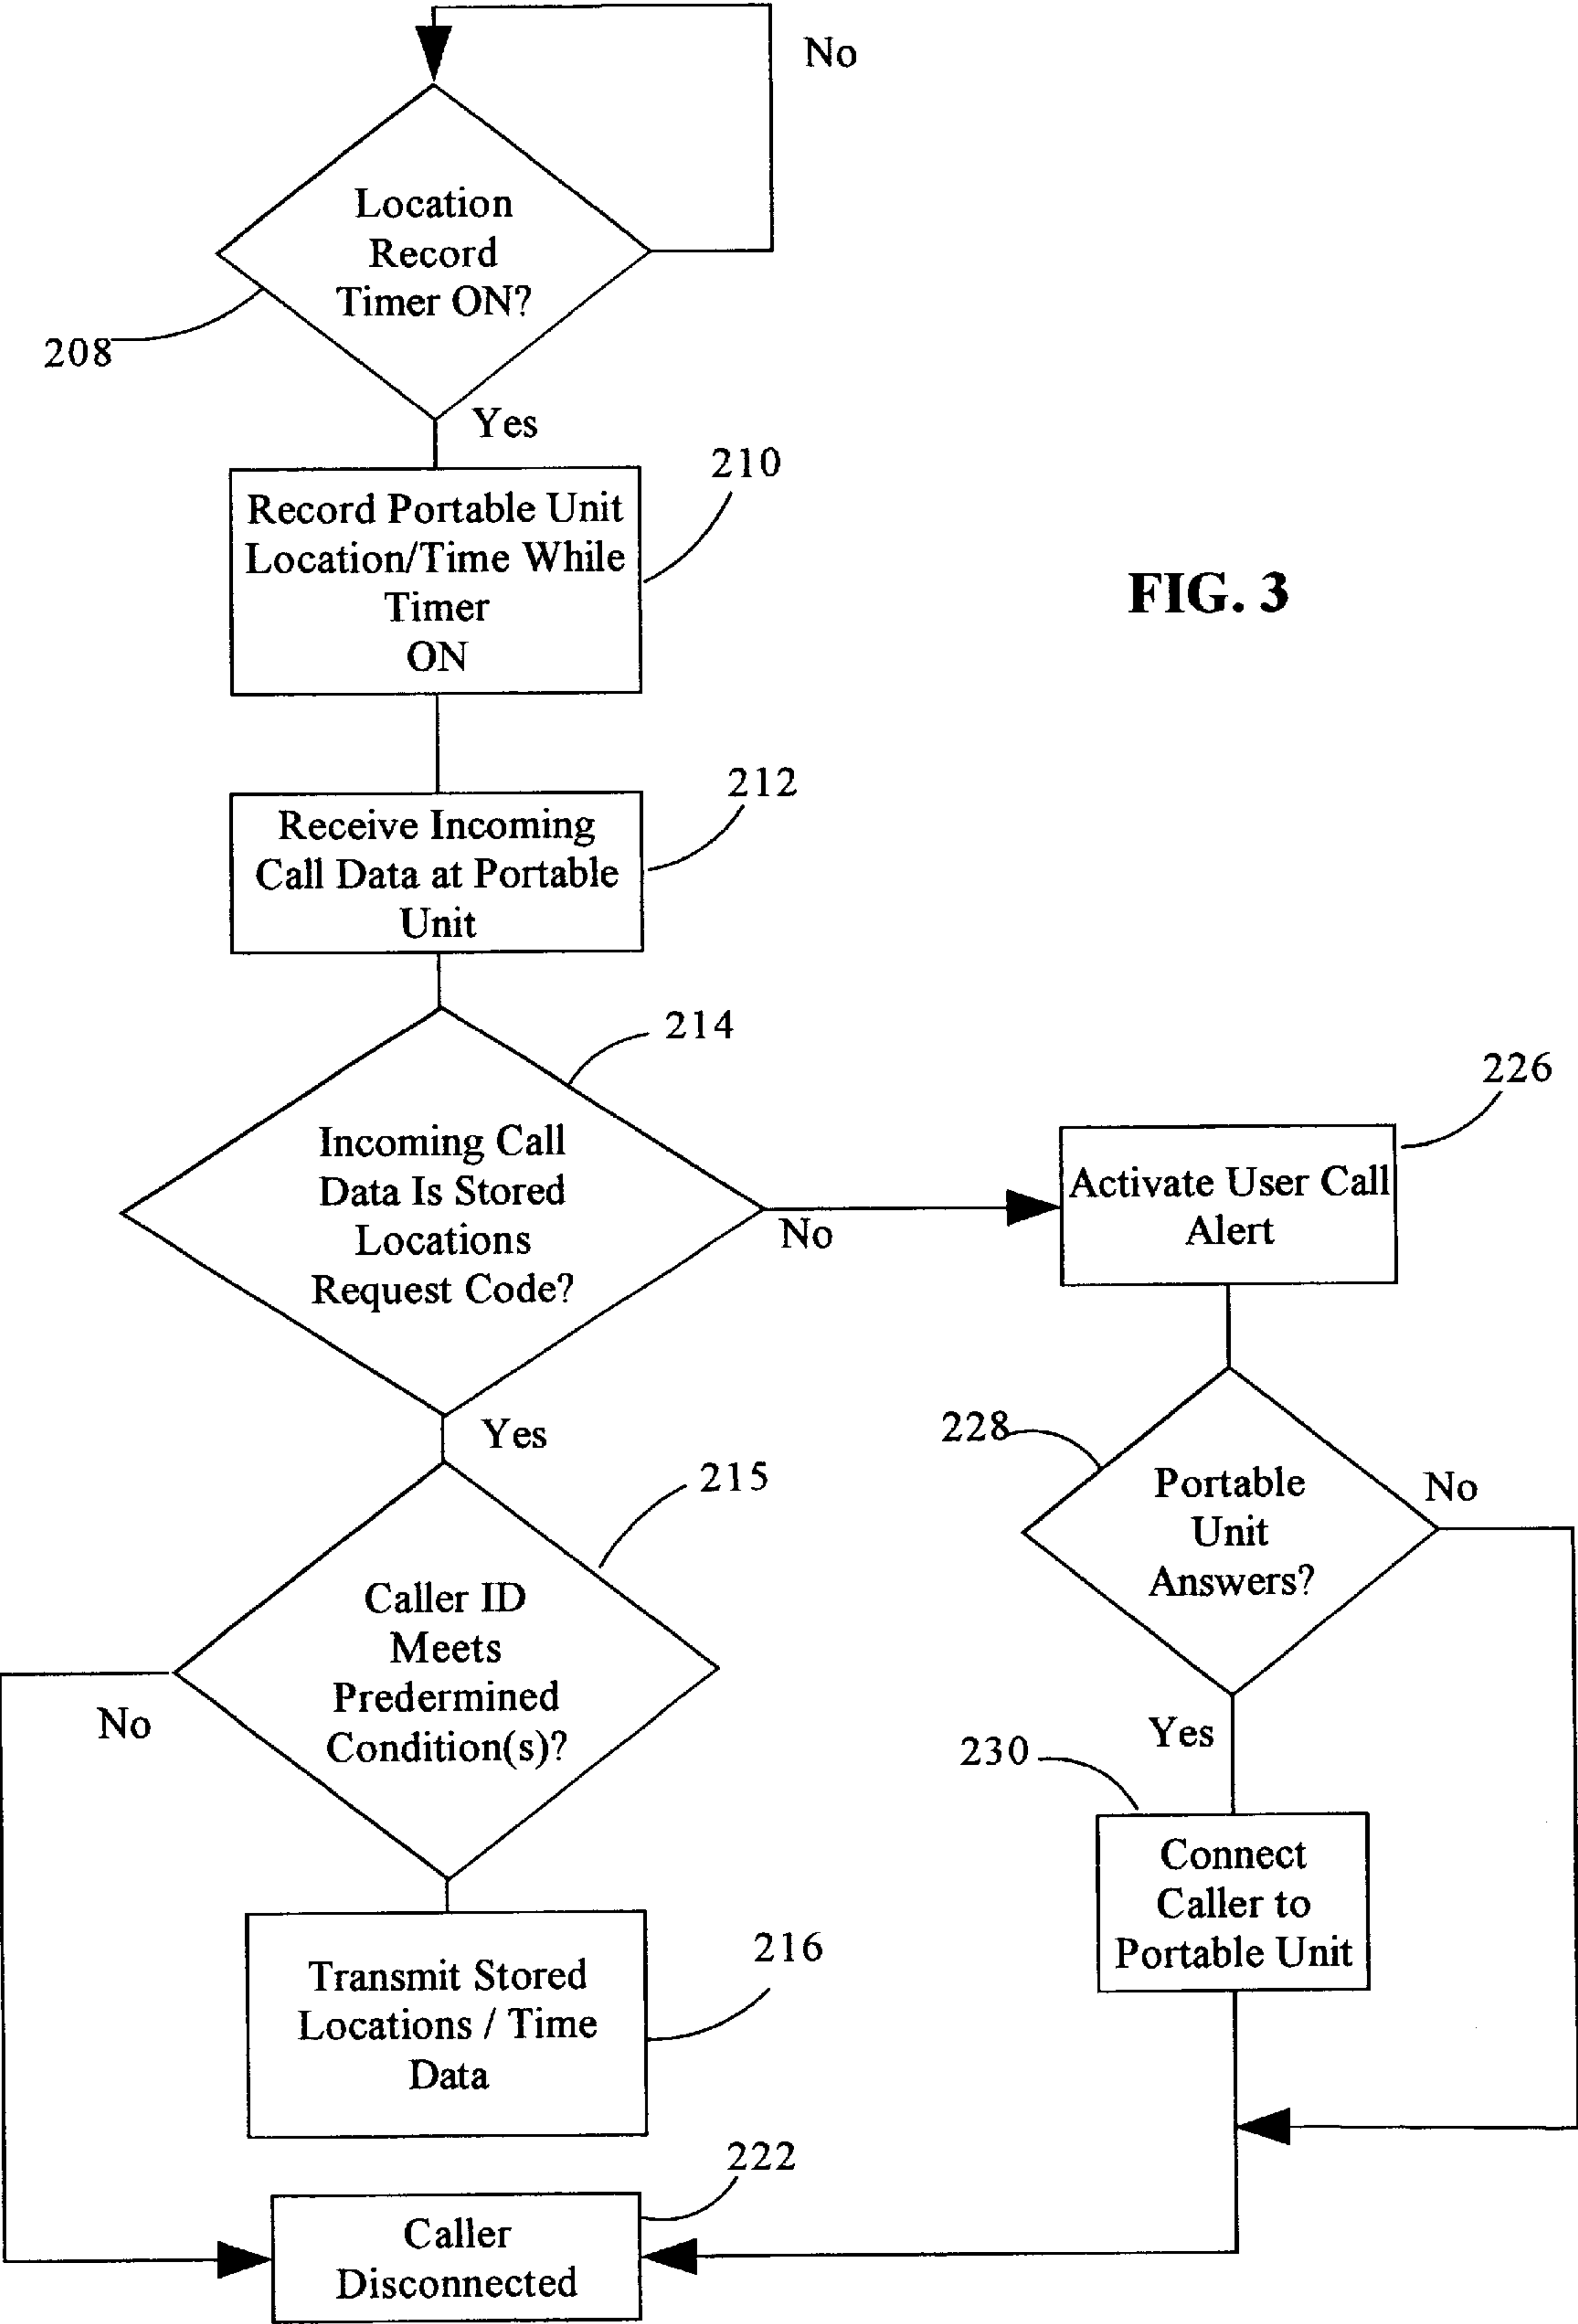 No
Location
Record
Timer ON?
208
Yes
210
Record Portable Unit
Location/Time While
Timer
ON
FIG. 3
212
Receive Incoming
Call Data at Portable
Unit
214
Incoming Call
Data Is Stored
Locations
Request Code?
No
226
Activate User Call
Alert
Yes
228
Portable
Unit
Answers?
No
215
Caller ID
Meets
Predermined
Condition(s)?
No
Yes
230
Connect
Caller to
Portable Unit
216
Transmit Stored
Locations / Time
Data
222
Caller
Disconnected